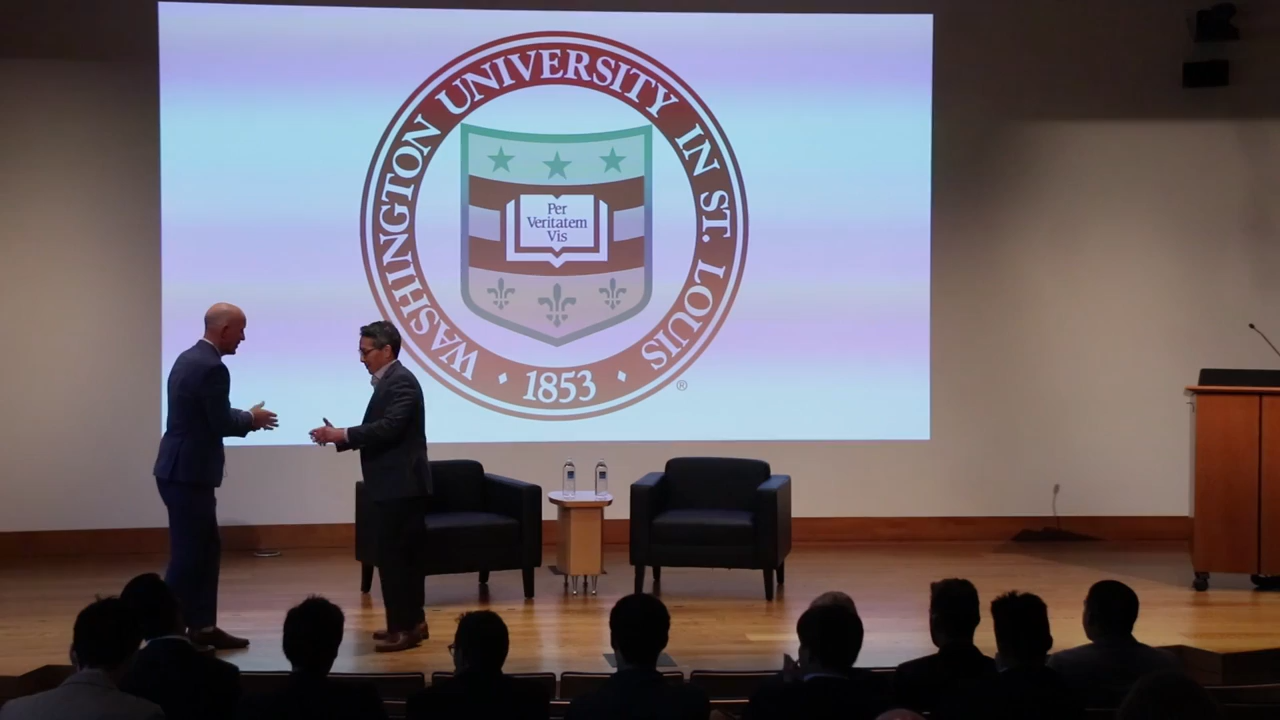 WASHINGTON UNIVERSITY IN ST. LOUIS
Per
Veritatem
Vis
· 1853 ·
®